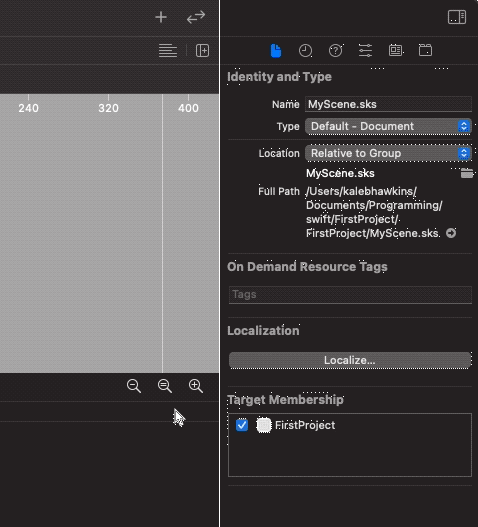 240 320 400
Identity and Type
Name MyScene.sks
Type Default - Document
Location Relative to Group
MyScene.sks
Full Path /Users/kalebhawkins/
Documents/Programming/
swift/FirstProject/
FirstProject/MyScene.sks
On Demand Resource Tags
Tags
Localization
Localize...
Target Membership
FirstProject